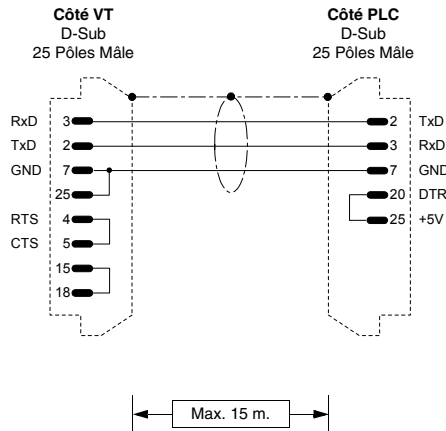 Côté VT
D-Sub
25 Pôles Mâle
Côté PLC
D-Sub
25 Pôles Mâle
RxD 3
TxD 2
GND 7
25
RTS 4
CTS 5
15
18
2 TxD
3 RxD
7 GND
20 DTR
25 +5V
Max. 15 m.